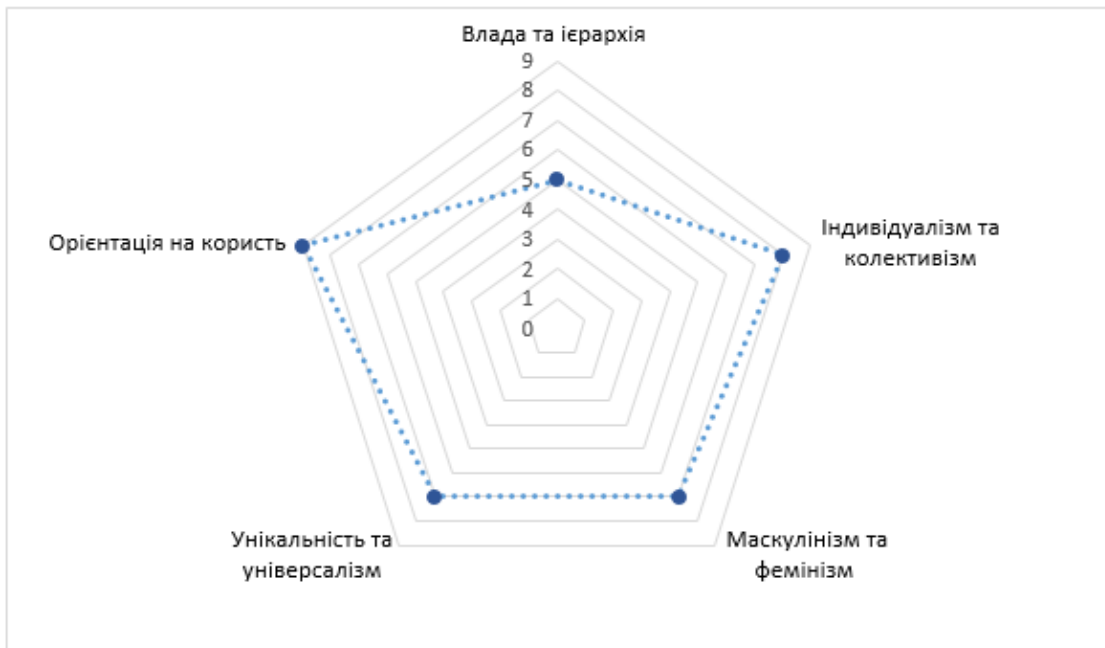 Влада та ієрархія
9
8
7
6
5
4
3
2
1
0
Індивідуалізм та
колективізм
Маскулінізм та
фемінізм
Унікальність та
універсалізм
Орієнтація на користь